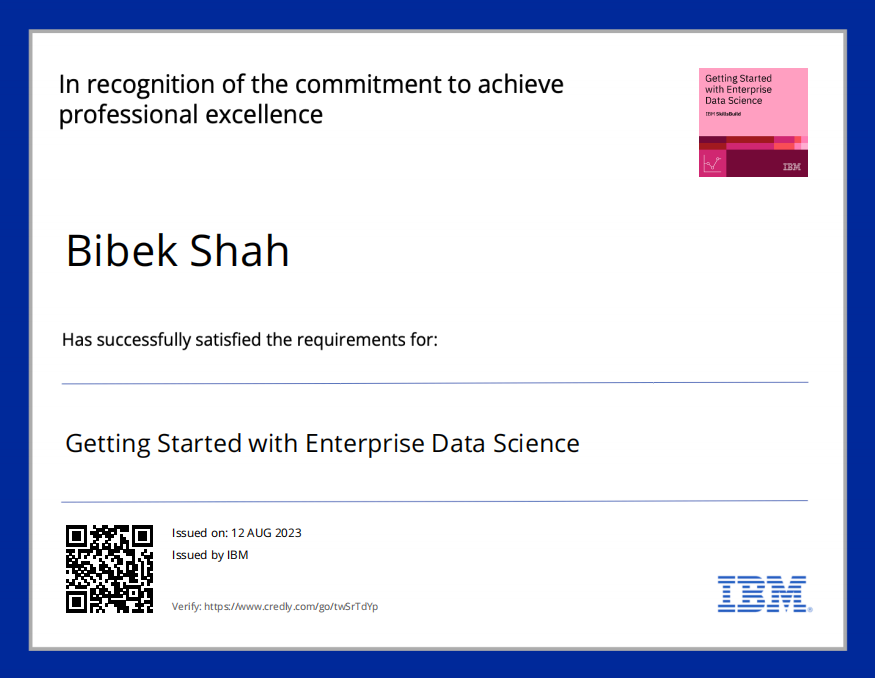 In recognition of the commitment to achieve
professional excellence
Getting Started
with Enterprise
Data Science
IBM SkillsBuild
IBM
Bibek Shah
Has successfully satisfied the requirements for:
Getting Started with Enterprise Data Science
Issued on: 12 AUG 2023
Issued by IBM
Verify: https://www.credly.com/go/twSrTdYp
IBM®